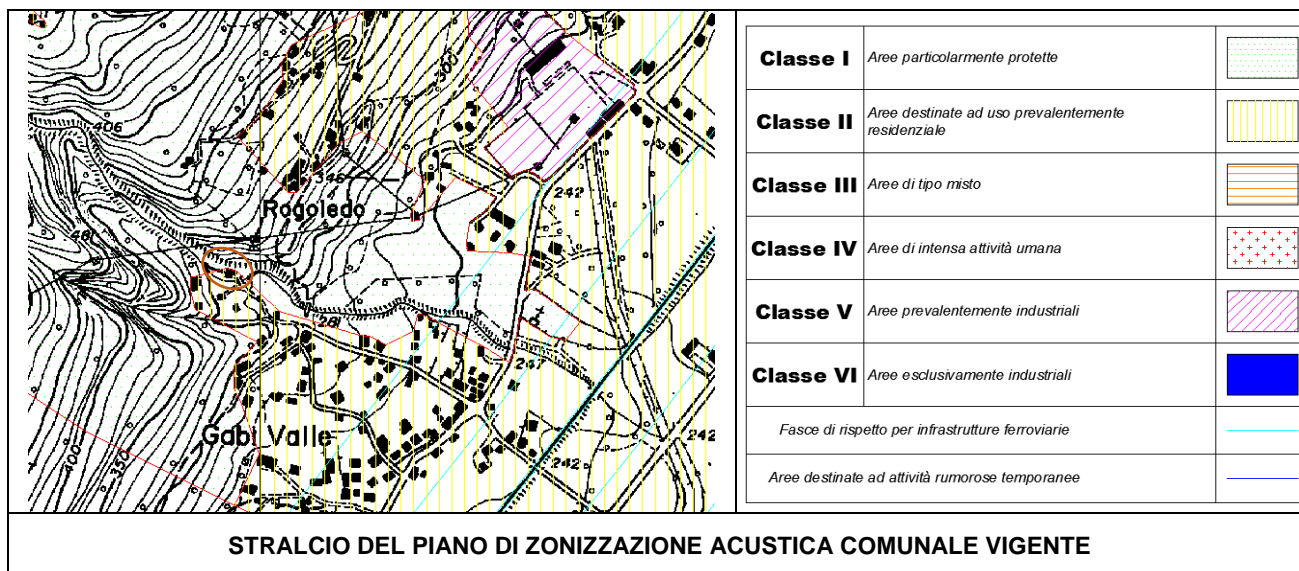 406
300
346
242
Rogoledo
461
261
247
Gabi Valle
242
242
400
350
Classe I Aree particolarmente protette
Classe II Aree destinate ad uso prevalentemente
residenziale
Classe III Aree di tipo misto
Classe IV Aree di intensa attività umana
Classe V Aree prevalentemente industriali
Classe VI Aree esclusivamente industriali
Fasce di rispetto per infrastrutture ferroviarie
Aree destinate ad attività rumorose temporanee
STRALCIO DEL PIANO DI ZONIZZAZIONE ACUSTICA COMUNALE VIGENTE